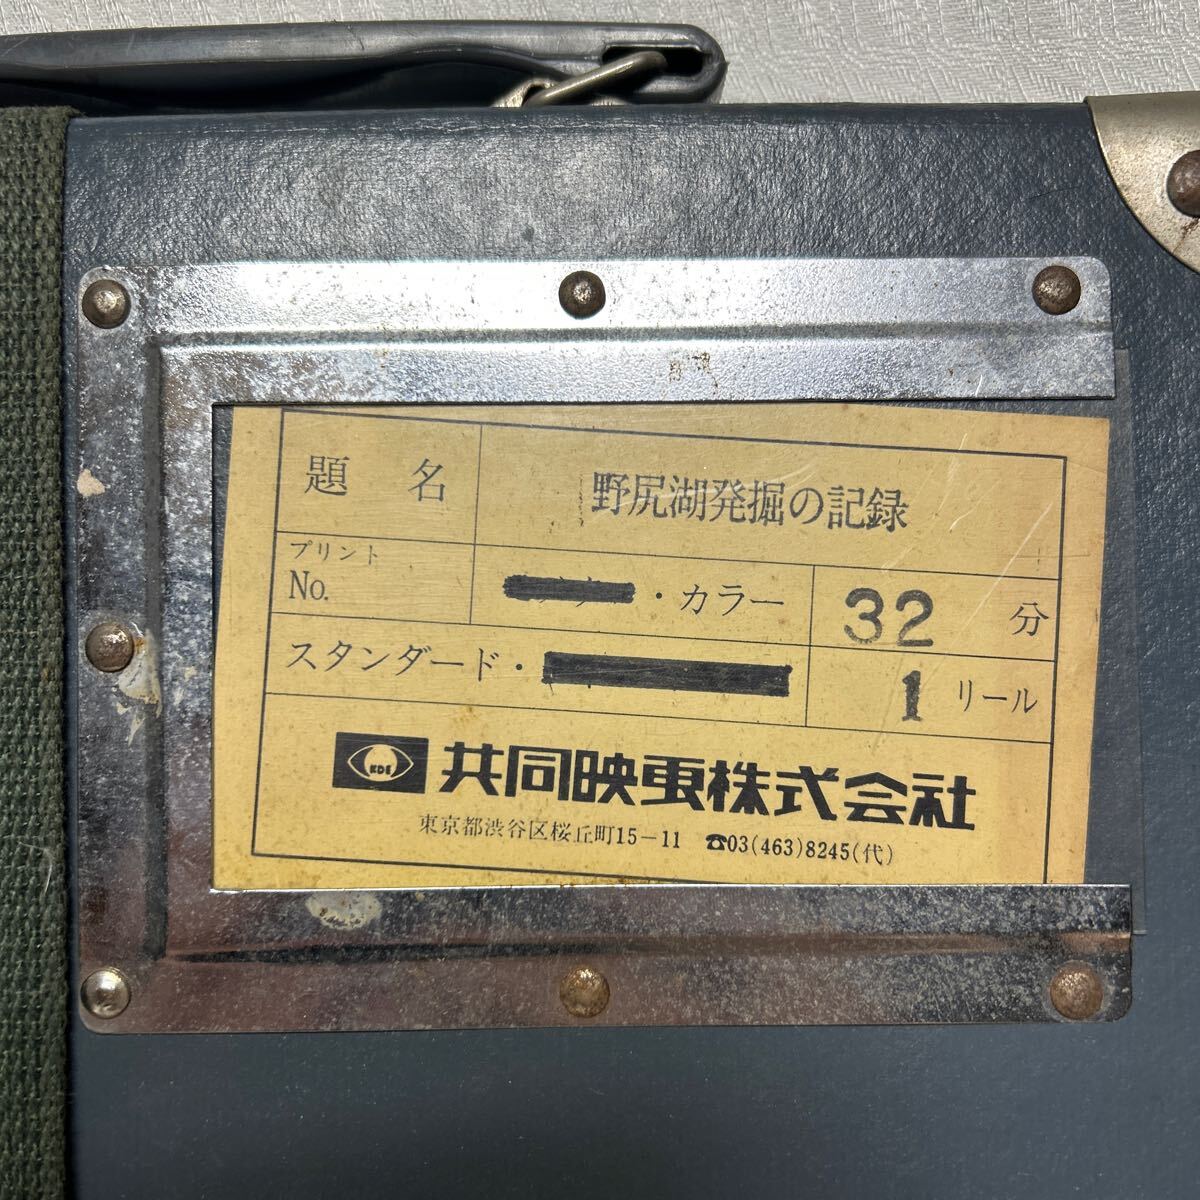 題名 野尻湖発掘の記録
プリント
No. ・カラー 32 分
スタンダード・ 1 リール
KDE 共同映画株式会社
東京都渋谷区桜丘町15-11 ☎03(463)8245(代)